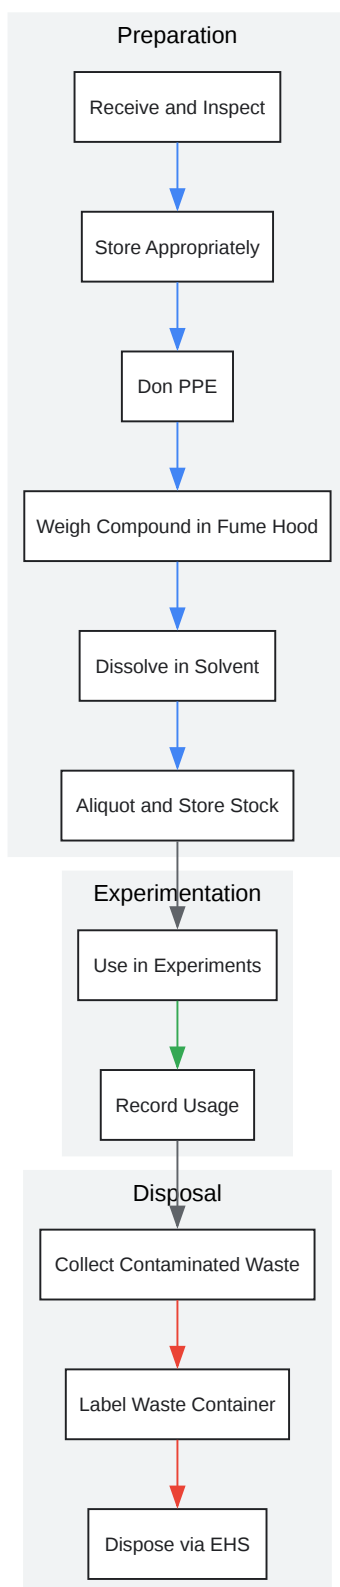 Preparation
Receive and Inspect
Store Appropriately
Don PPE
Weigh Compound in Fume Hood
Dissolve in Solvent
Aliquot and Store Stock
Experimentation
Use in Experiments
Record Usage
Disposal
Collect Contaminated Waste
Label Waste Container
Dispose via EHS